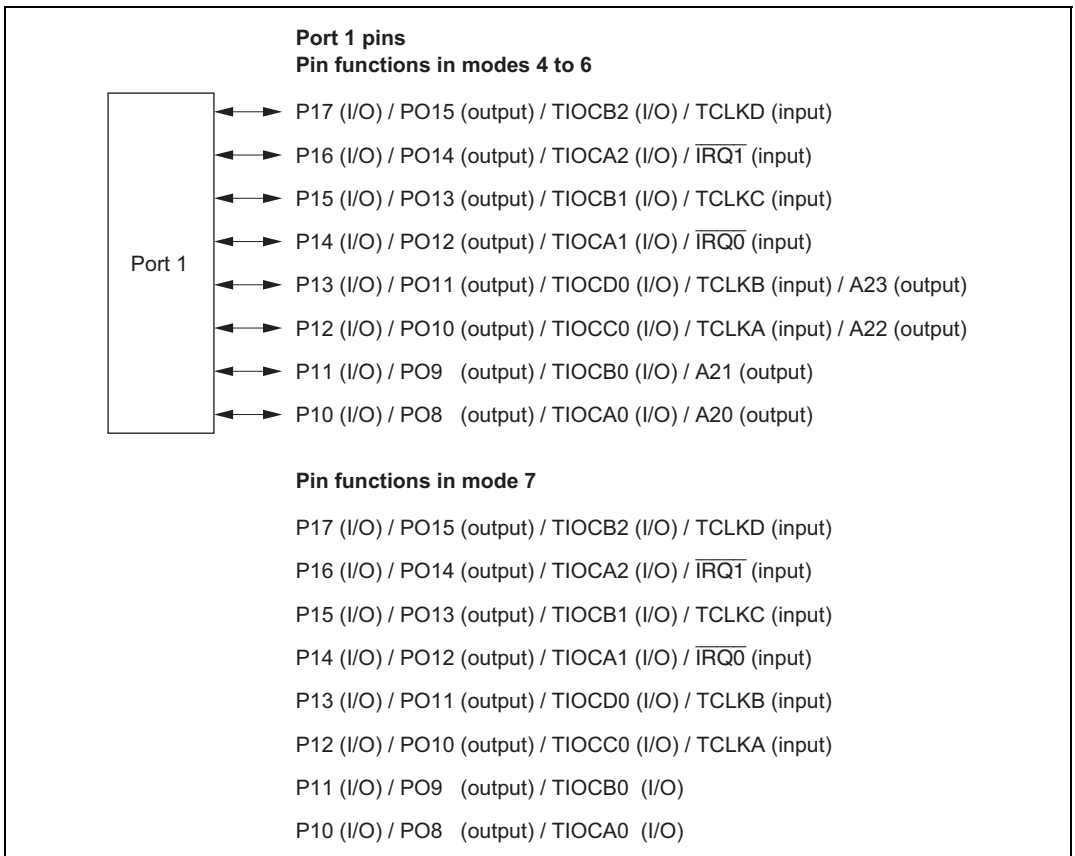 Port 1 pins
Pin functions in modes 4 to 6
Port 1
P17 (I/O) / PO15 (output) / TIOCB2 (I/O) / TCLKD (input)
P16 (I/O) / PO14 (output) / TIOCA2 (I/O) / I̅R̅Q̅1̅ (input)
P15 (I/O) / PO13 (output) / TIOCB1 (I/O) / TCLKC (input)
P14 (I/O) / PO12 (output) / TIOCA1 (I/O) / I̅R̅Q̅0̅ (input)
P13 (I/O) / PO11 (output) / TIOCD0 (I/O) / TCLKB (input) / A23 (output)
P12 (I/O) / PO10 (output) / TIOCC0 (I/O) / TCLKA (input) / A22 (output)
P11 (I/O) / PO9 (output) / TIOCB0 (I/O) / A21 (output)
P10 (I/O) / PO8 (output) / TIOCA0 (I/O) / A20 (output)
Pin functions in mode 7
P17 (I/O) / PO15 (output) / TIOCB2 (I/O) / TCLKD (input)
P16 (I/O) / PO14 (output) / TIOCA2 (I/O) / I̅R̅Q̅1̅ (input)
P15 (I/O) / PO13 (output) / TIOCB1 (I/O) / TCLKC (input)
P14 (I/O) / PO12 (output) / TIOCA1 (I/O) / I̅R̅Q̅0̅ (input)
P13 (I/O) / PO11 (output) / TIOCD0 (I/O) / TCLKB (input)
P12 (I/O) / PO10 (output) / TIOCC0 (I/O) / TCLKA (input)
P11 (I/O) / PO9 (output) / TIOCB0 (I/O)
P10 (I/O) / PO8 (output) / TIOCA0 (I/O)